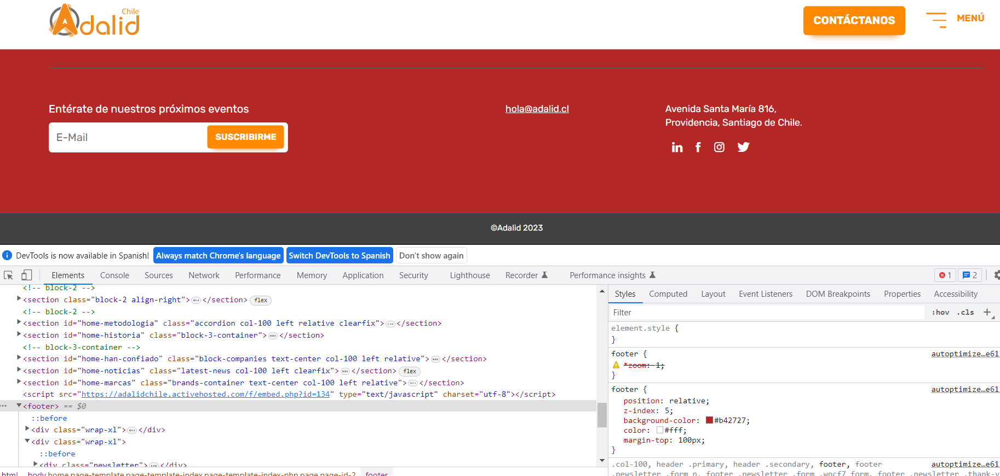 Adalid Chile
CONTÁCTANOS
MENÚ
Entérate de nuestros próximos eventos
E-Mail
SUSCRIBIRME
hola@adalid.cl
Avenida Santa María 816,
Providencia, Santiago de Chile.
©Adalid 2023
DevTools is now available in Spanish! Always match Chrome's language Switch DevTools to Spanish Don't show again
Elements Console Sources Network Performance Memory Application Security Lighthouse Recorder Performance insights 1 2
<!-- block-2 -->
<section class="block-2 align-right">…</section> flex
<!-- block-2 -->
<section id="home-metodologia" class="accordion col-100 left relative clearfix">…</section>
<section id="home-historia" class="block-3-container">…</section>
<!-- block-3-container -->
<section id="home-han-confiado" class="block-companies text-center col-100 left relative">…</section>
<section id="home-noticias" class="latest-news col-100 left clearfix">…</section> flex
<section id="home-marcas" class="brands-container text-center col-100 left relative">…</section>
<script src="https://adalidchile.activehosted.com/f/embed.php?id=134" type="text/javascript" charset="utf-8"></script>
… <footer> == $0
::before
<div class="wrap-xl">…</div>
<div class="wrap-xl">
::before
<div class="newsletter">…</div>
html body.home.page-template.page-template-index.page-template-index-php.page.page-id-2 footer
Styles Computed Layout Event Listeners DOM Breakpoints Properties Accessibility
Filter :hov .cls +
element.style {
}
footer { autoptimize…e61
*zoom: 1;
}
footer { autoptimize…e61
position: relative;
z-index: 5;
background-color: #b42727;
color: #fff;
margin-top: 100px;
}
.col-100, header .primary, header .secondary, footer, footer autoptimize…e61
.newsletter .form p, footer .newsletter .form .wpcf7 form, footer .newsletter .thank-y